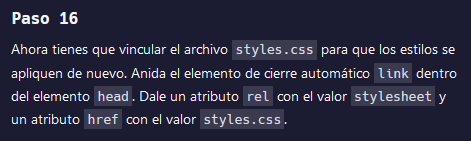 Paso 16
Ahora tienes que vincular el archivo styles.css para que los estilos se
apliquen de nuevo. Anida el elemento de cierre automático link dentro
del elemento head. Dale un atributo rel con el valor stylesheet y
un atributo href con el valor styles.css.